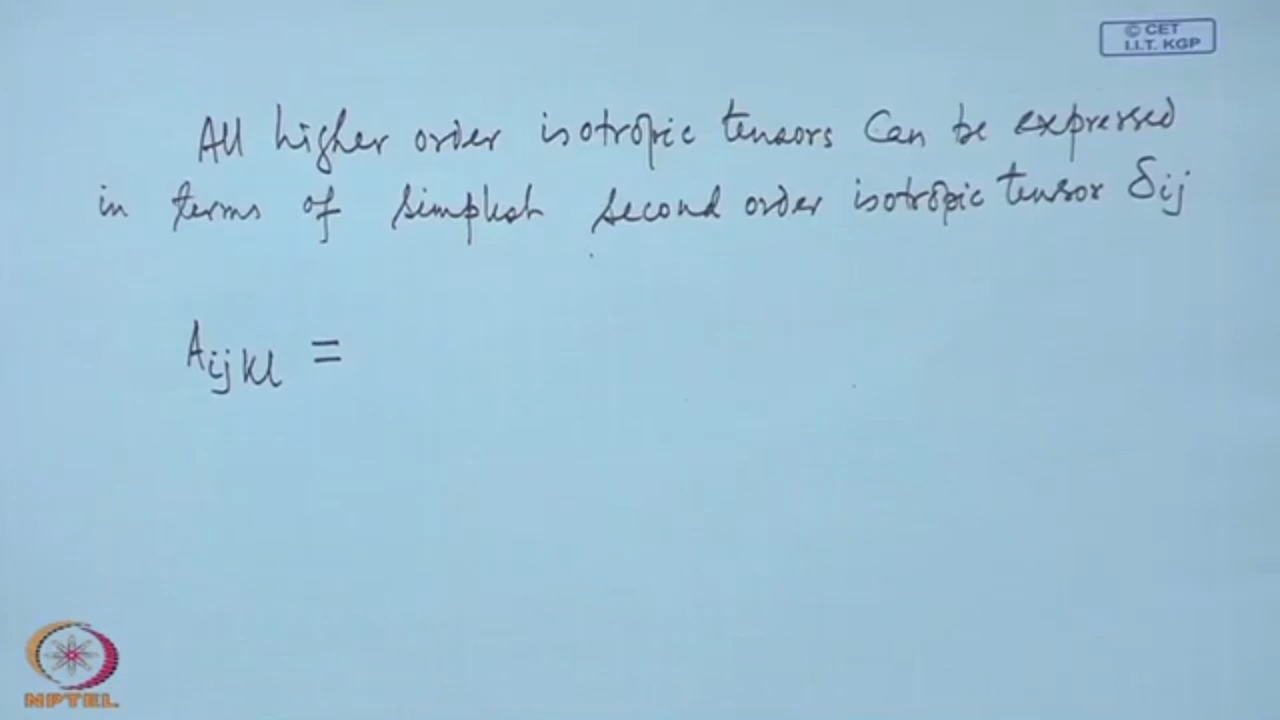 © CET
I.I.T. KGP
All higher order isotropic tensors Can be expressed
in terms of simplest second order isotropic tensor δij
Aijkl =
NPTEL